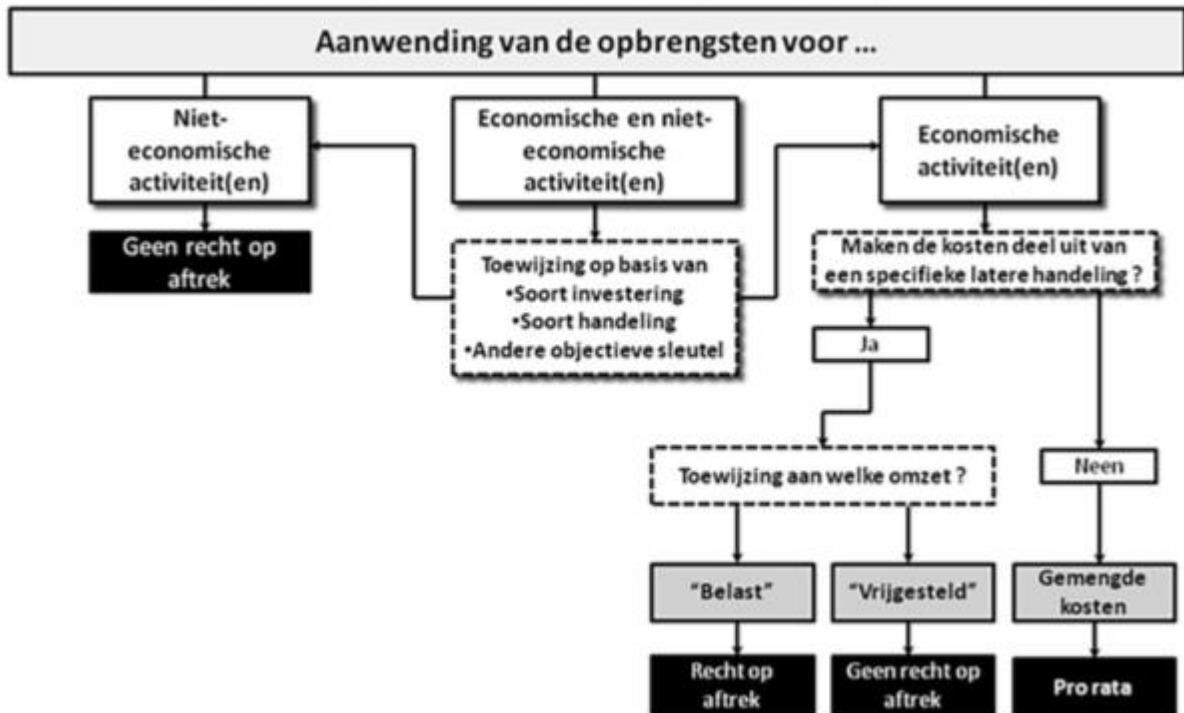 Aanwending van de opbrengsten voor ...
Niet-
economische
activiteit(en)
Economische en niet-
economische
activiteit(en)
Economische
activiteit(en)
Geen recht op
aftrek
Toewijzing op basis van
•Soort investering
•Soort handeling
•Andere objectieve sleutel
Maken de kosten deel uit van
een specifieke latere handeling ?
Ja
Toewijzing aan welke omzet ?
Neen
“Belast”
“Vrijgesteld”
Gemengde
kosten
Recht op
aftrek
Geen recht op
aftrek
Pro rata